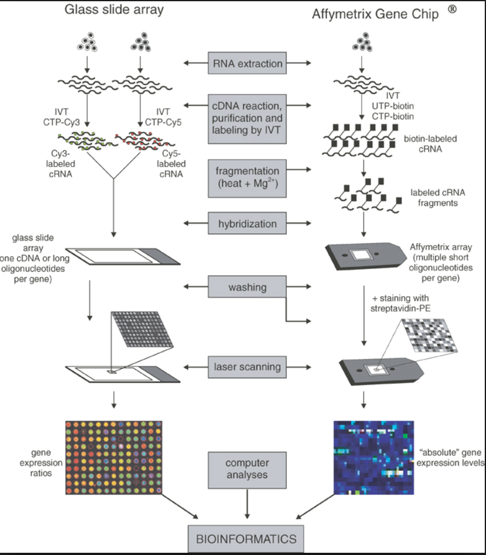 Glass slide array
Affymetrix Gene Chip ®
RNA extraction
IVT
CTP-Cy3
IVT
CTP-Cy5
cDNA reaction,
purification and
labeling by IVT
IVT
UTP-biotin
CTP-biotin
Cy3-
labeled
cRNA
Cy5-
labeled
cRNA
biotin-labeled
cRNA
fragmentation
(heat + Mg2+)
labeled cRNA
fragments
hybridization
glass slide
array
one cDNA or long
oligonucleotides
per gene)
Affymetrix array
(multiple short
oligonucleotides
per gene)
washing
+ staining with
streptavidin-PE
laser scanning
gene
expression
ratios
"absolute" gene
expression levels
computer
analyses
BIOINFORMATICS